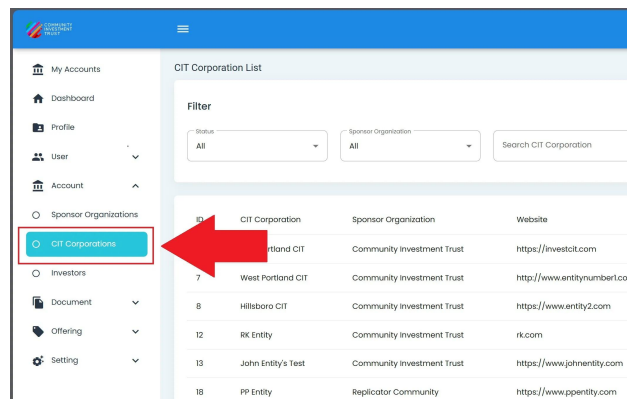 COMMUNITY
INVESTMENT
TRUST
My Accounts
Dashboard
Profile
User
Account
Sponsor Organizations
CIT Corporations
Investors
Document
Offering
Setting
CIT Corporation List
Filter
Status
All
Sponsor Organization
All
Search CIT Corporation
ID CIT Corporation Sponsor Organization Website
rtland CIT Community Investment Trust https://investcit.com
7 West Portland CIT Community Investment Trust http://www.entitynumber1.co
8 Hillsboro CIT Community Investment Trust https://www.entity2.com
12 RK Entity Community Investment Trust rk.com
13 John Entity's Test Community Investment Trust https://www.johnentity.com
18 PP Entity Replicator Community https://www.ppentity.com